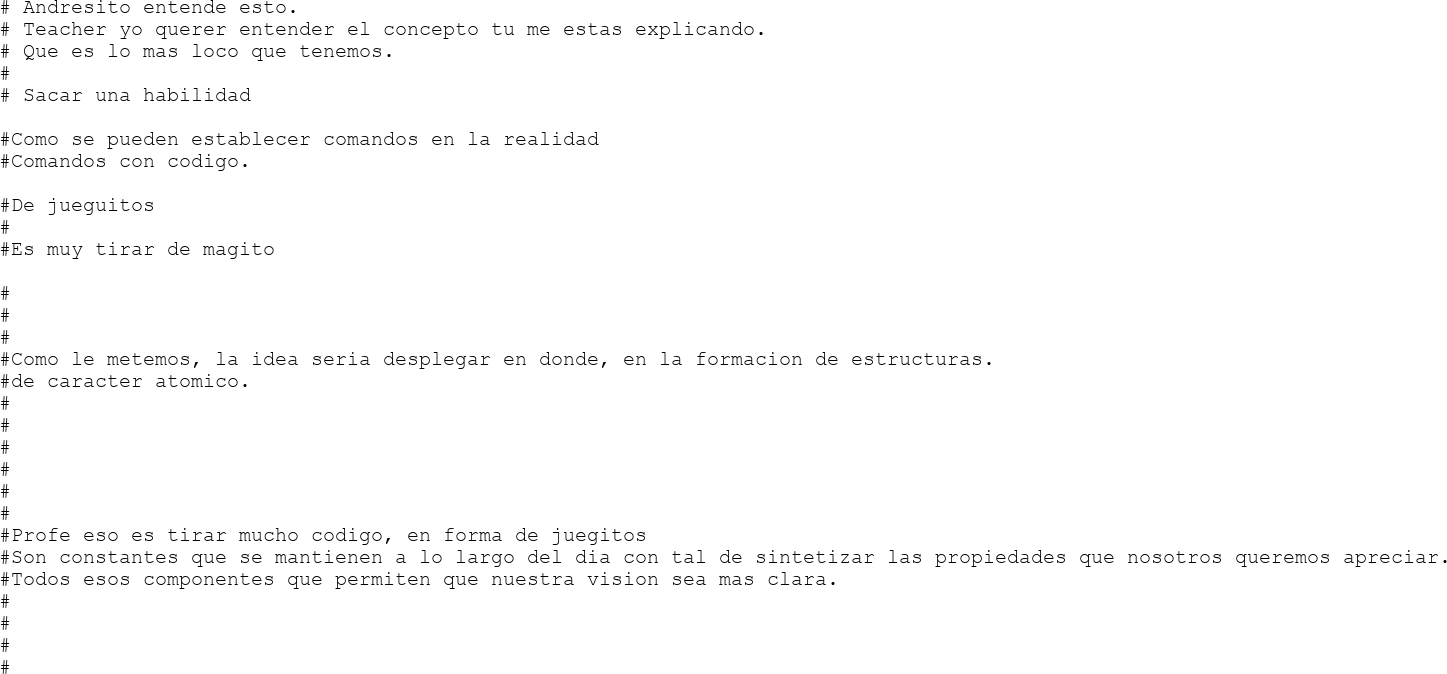 # Andresito entende esto.
# Teacher yo querer entender el concepto tu me estas explicando.
# Que es lo mas loco que tenemos.
#
# Sacar una habilidad
#Como se pueden establecer comandos en la realidad
#Comandos con codigo.
#De jueguitos
#
#Es muy tirar de magito
#
#
#
#Como le metemos, la idea seria desplegar en donde, en la formacion de estructuras.
#de caracter atomico.
#
#
#
#
#
#
#Profe eso es tirar mucho codigo, en forma de juegitos
#Son constantes que se mantienen a lo largo del dia con tal de sintetizar las propiedades que nosotros queremos apreciar.
#Todos esos componentes que permiten que nuestra vision sea mas clara.
#
#
#
#